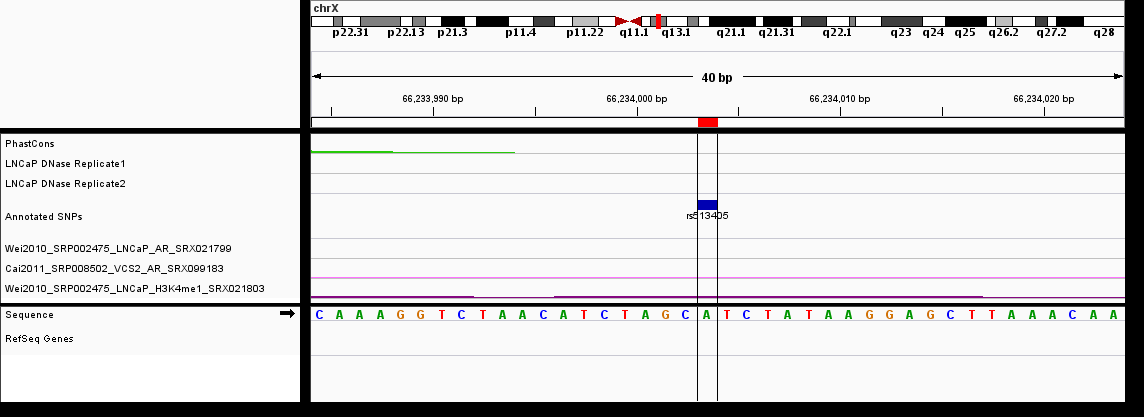 chrX
p22.31 p22.13 p21.3 p11.4 p11.22 q11.1 q13.1 q21.1 q21.31 q22.1 q23 q24 q25 q26.2 q27.2 q28
40 bp
66,233,990 bp 66,234,000 bp 66,234,010 bp 66,234,020 bp
PhastCons
LNCaP DNase Replicate1
LNCaP DNase Replicate2
Annotated SNPs
rs513405
Wei2010_SRP002475_LNCaP_AR_SRX021799
Cai2011_SRP008502_VCS2_AR_SRX099183
Wei2010_SRP002475_LNCaP_H3K4me1_SRX021803
Sequence C A A A G G T C T A A C A T C T A G C A T C T A T A A G G A G C T T A A A C A A
RefSeq Genes